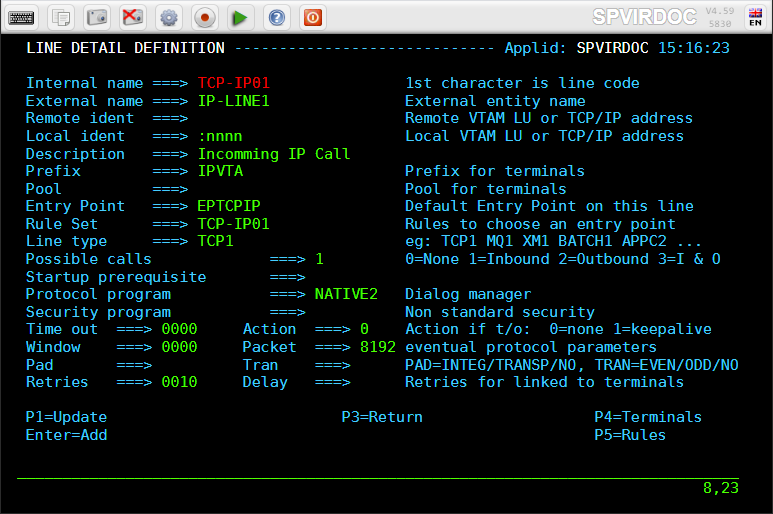 SPVIRDOC V4.59 5830 EN
LINE DETAIL DEFINITION ----------------------------- Applid: SPVIRDOC 15:16:23
Internal name ===> TCP-IP01 1st character is line code
External name ===> IP-LINE1 External entity name
Remote ident ===> Remote VTAM LU or TCP/IP address
Local ident ===> :nnnn Local VTAM LU or TCP/IP address
Description ===> Incomming IP Call
Prefix ===> IPVTA Prefix for terminals
Pool ===> Pool for terminals
Entry Point ===> EPTCPIP Default Entry Point on this line
Rule Set ===> TCP-IP01 Rules to choose an entry point
Line type ===> TCP1 eg: TCP1 MQ1 XM1 BATCH1 APPC2 ...
Possible calls ===> 1 0=None 1=Inbound 2=Outbound 3=I & O
Startup prerequisite ===>
Protocol program ===> NATIVE2 Dialog manager
Security program ===> Non standard security
Time out ===> 0000 Action ===> 0 Action if t/o: 0=none 1=keepalive
Window ===> 0000 Packet ===> 8192 eventual protocol parameters
Pad ===> Tran ===> PAD=INTEG/TRANSP/NO, TRAN=EVEN/ODD/NO
Retries ===> 0010 Delay ===> Retries for linked to terminals
P1=Update P3=Return P4=Terminals
Enter=Add P5=Rules
8,23